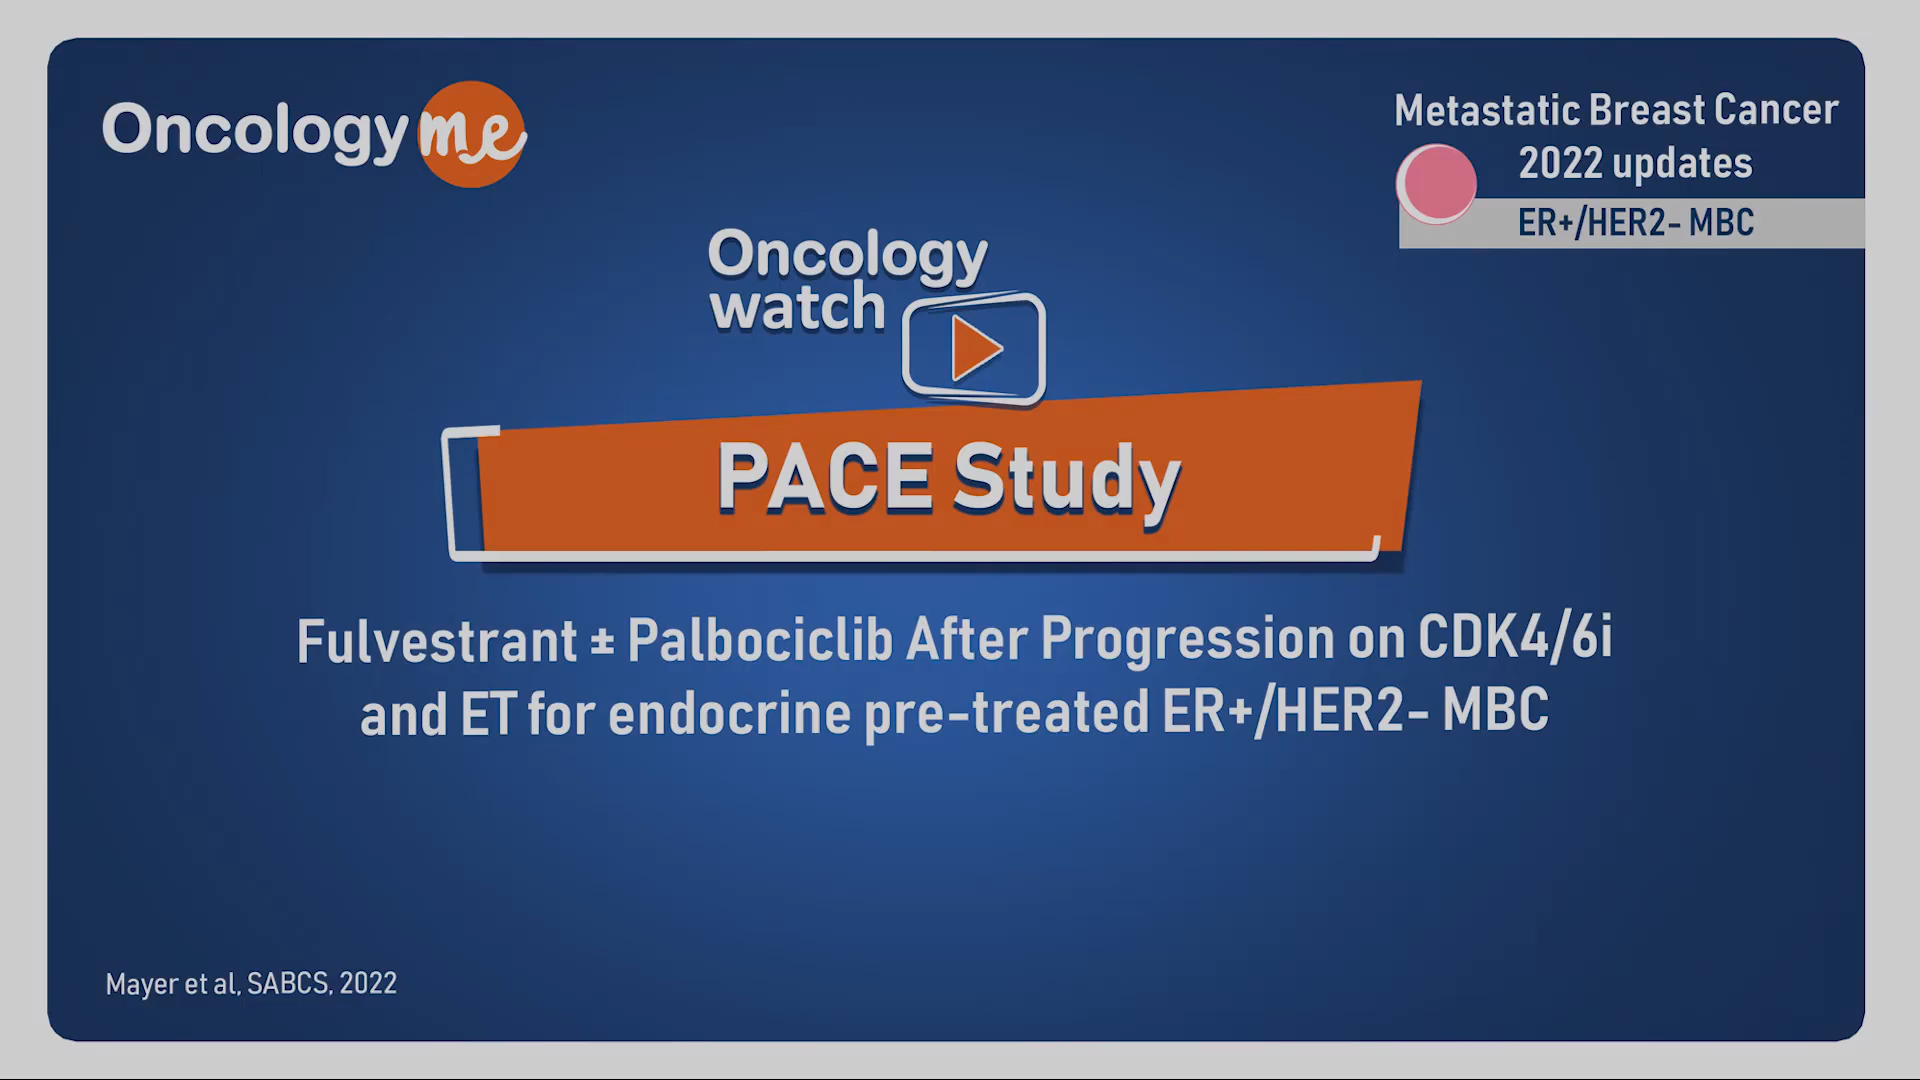 Oncology me
Metastatic Breast Cancer
2022 updates
ER+/HER2- MBC
Oncology
watch
PACE Study
Fulvestrant ± Palbociclib After Progression on CDK4/6i
and ET for endocrine pre-treated ER+/HER2- MBC
Mayer et al, SABCS, 2022